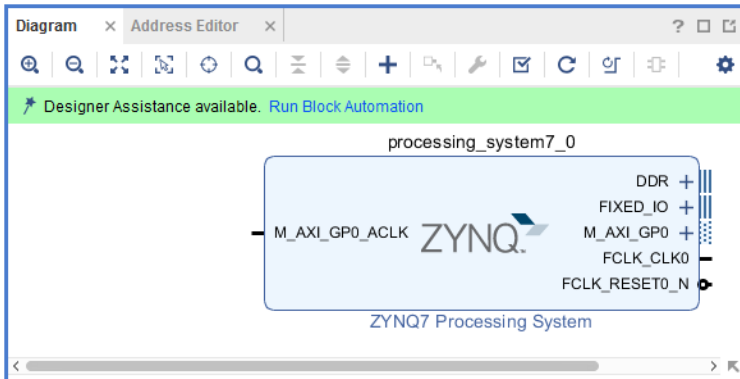 Diagram × Address Editor × ?
Designer Assistance available. Run Block Automation
processing_system7_0
DDR
FIXED_IO
M_AXI_GP0_ACLK ZYNQ. M_AXI_GP0
FCLK_CLK0
FCLK_RESET0_N
ZYNQ7 Processing System